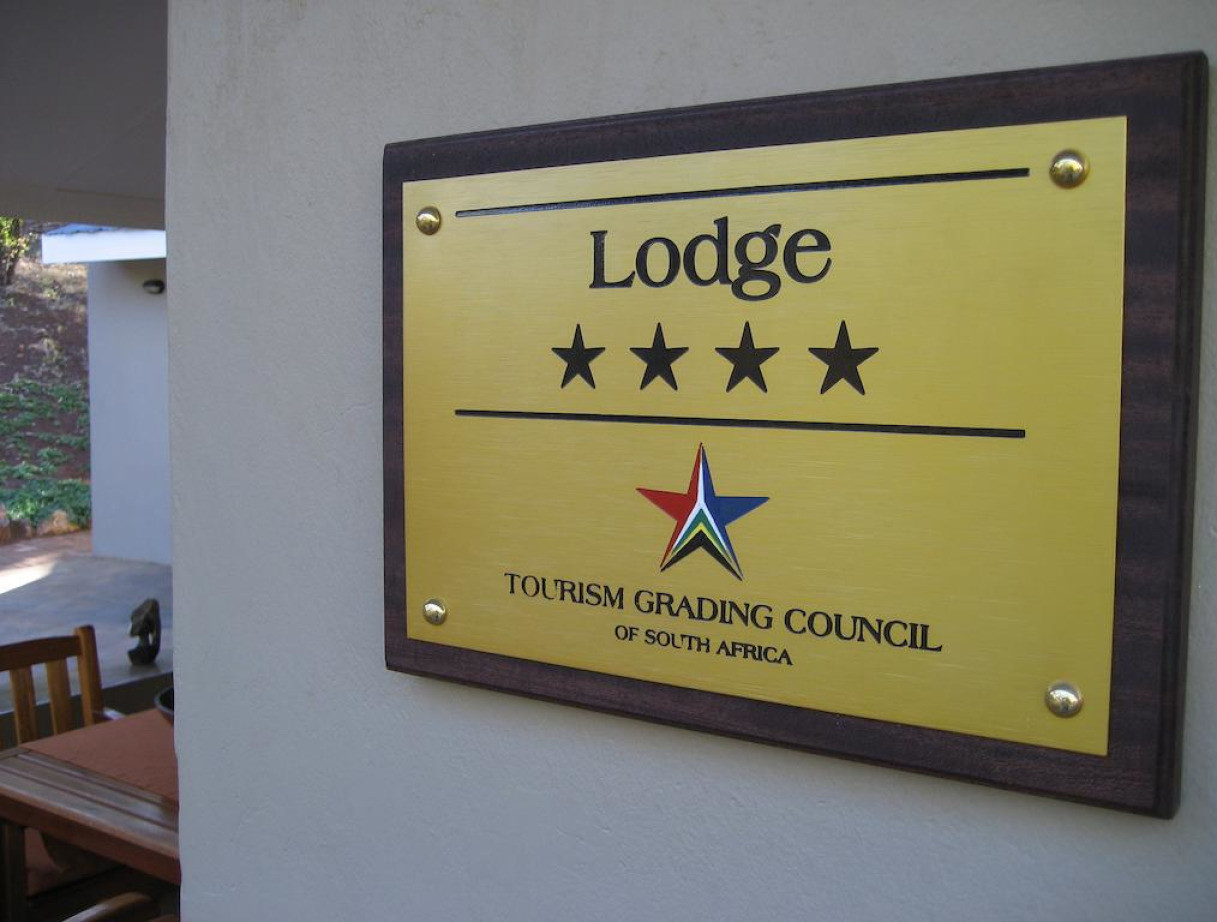 Lodge
★★★★
TOURISM GRADING COUNCIL
OF SOUTH AFRICA